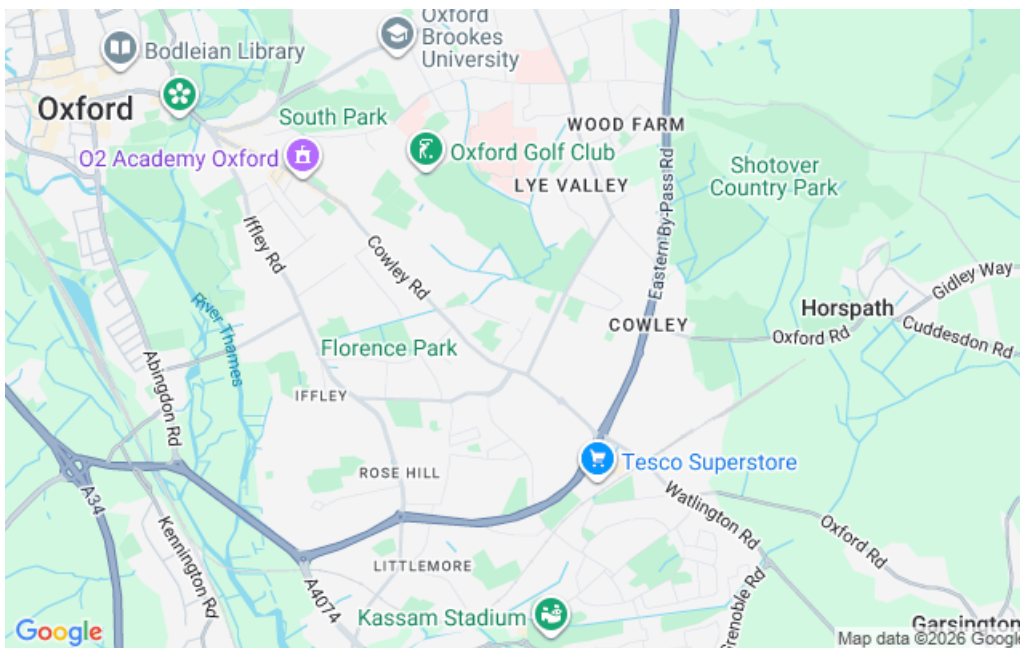 Oxford
Brookes
University
Bodleian Library
Oxford
South Park
WOOD FARM
O2 Academy Oxford
Oxford Golf Club
Shotover
Country Park
LYE VALLEY
Eastern By-Pass Rd
Iffley Rd
Cowley Rd
Gidley Way
River Thames
Horspath
COWLEY
Oxford Rd
Cuddesdon Rd
Florence Park
Abingdon Rd
IFFLEY
ROSE HILL
Tesco Superstore
A34
Watlington Rd
Kennington Rd
Oxford Rd
LITTLEMORE
A4074
Grenoble Rd
Kassam Stadium
Garsington
Google
Map data ©2026 Google